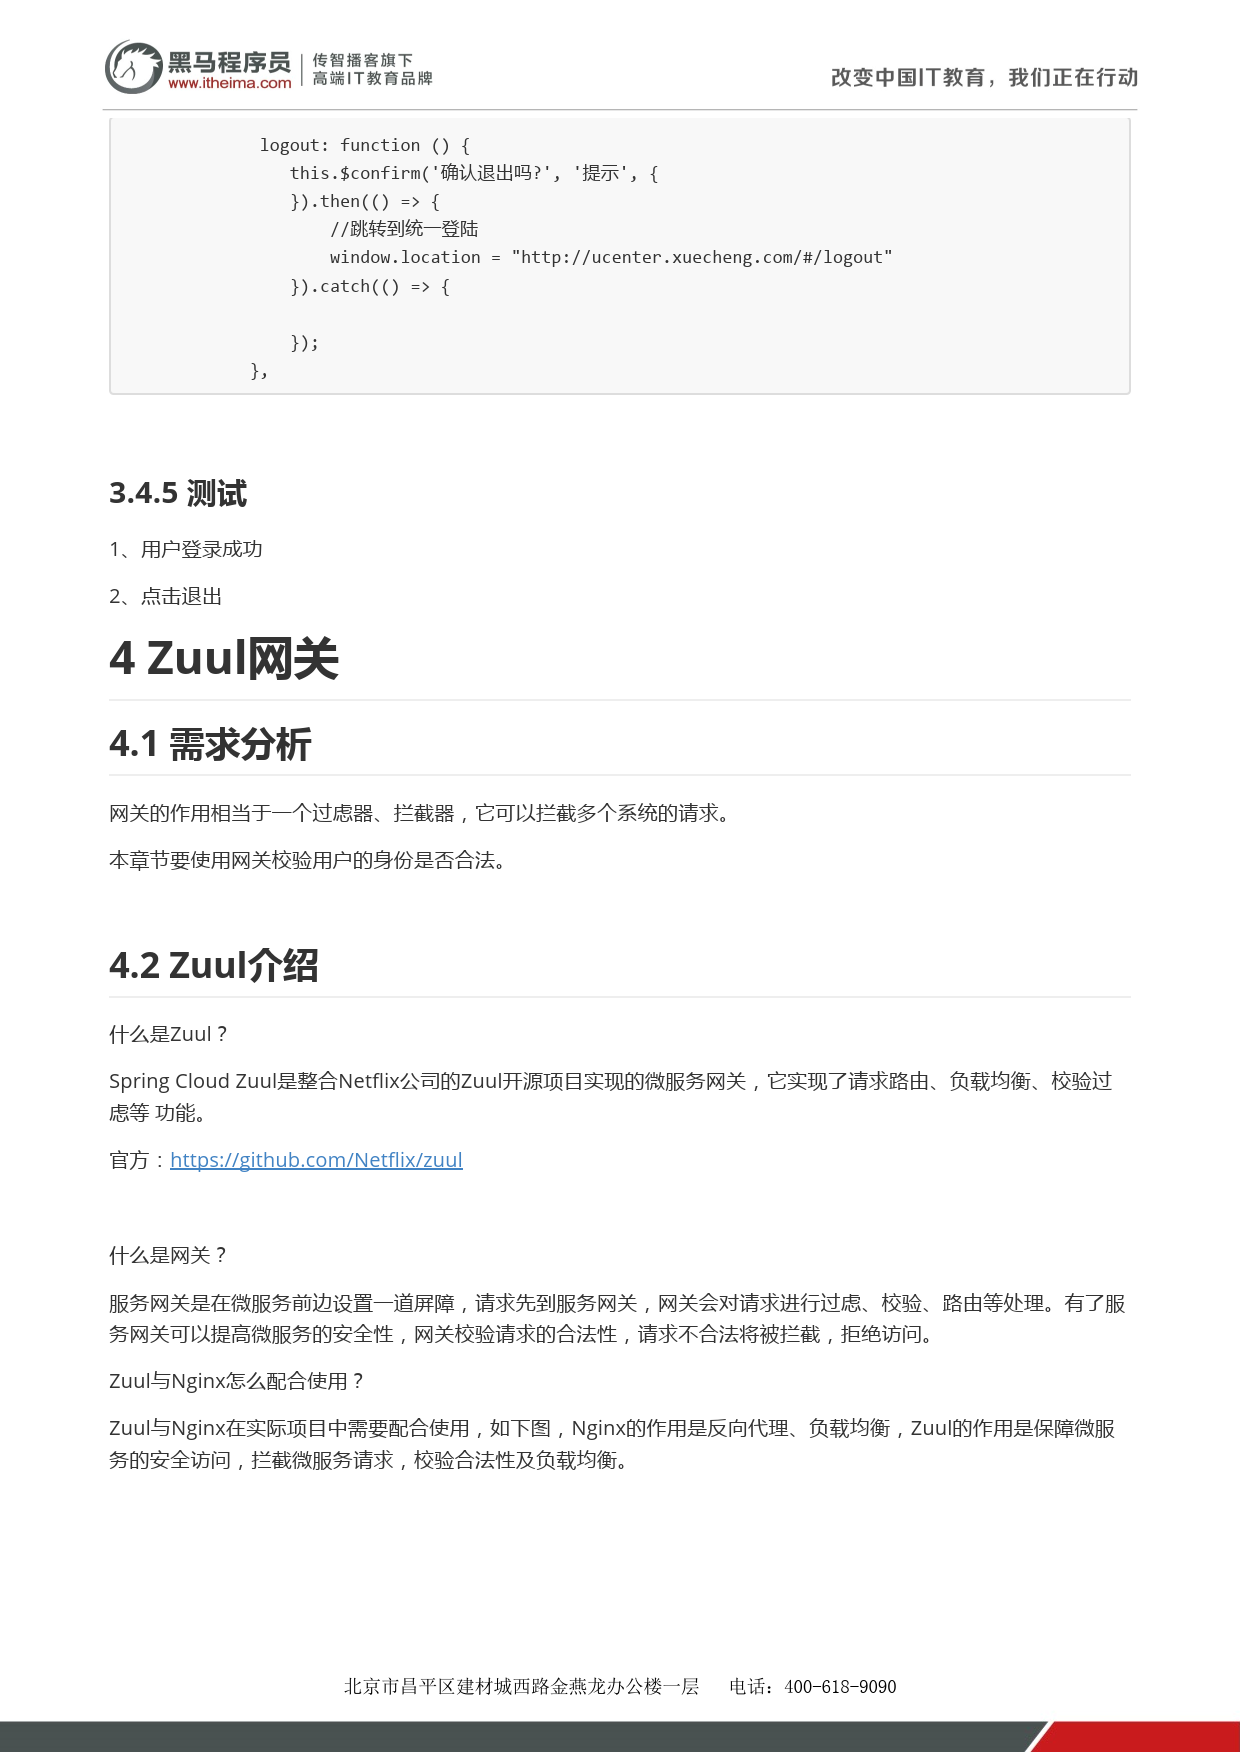 黑马程序员
www.itheima.com
传智播客旗下
高端IT教育品牌
改变中国IT教育，我们正在行动
logout: function () {
this.$confirm('确认退出吗?', '提示', {
}).then(() => {
//跳转到统一登陆
window.location = "http://ucenter.xuecheng.com/#/logout"
}).catch(() => {
});
},
3.4.5 测试
1、用户登录成功
2、点击退出
4 Zuul网关
4.1 需求分析
网关的作用相当于一个过虑器、拦截器，它可以拦截多个系统的请求。
本章节要使用网关校验用户的身份是否合法。
4.2 Zuul介绍
什么是Zuul？
Spring Cloud Zuul是整合Netflix公司的Zuul开源项目实现的微服务网关，它实现了请求路由、负载均衡、校验过
虑等 功能。
官方：https://github.com/Netflix/zuul
什么是网关？
服务网关是在微服务前边设置一道屏障，请求先到服务网关，网关会对请求进行过虑、校验、路由等处理。有了服
务网关可以提高微服务的安全性，网关校验请求的合法性，请求不合法将被拦截，拒绝访问。
Zuul与Nginx怎么配合使用？
Zuul与Nginx在实际项目中需要配合使用，如下图，Nginx的作用是反向代理、负载均衡，Zuul的作用是保障微服
务的安全访问，拦截微服务请求，校验合法性及负载均衡。
北京市昌平区建材城西路金燕龙办公楼一层 电话：400-618-9090